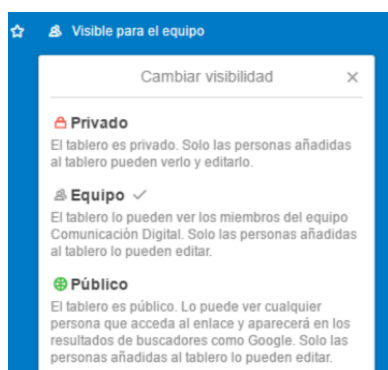 Visible para el equipo
Cambiar visibilidad
Privado
El tablero es privado. Solo las personas añadidas
al tablero pueden verlo y editarlo.
Equipo
El tablero lo pueden ver los miembros del equipo
Comunicación Digital. Solo las personas añadidas
al tablero lo pueden editar.
Público
El tablero es público. Lo puede ver cualquier
persona que acceda al enlace y aparecerá en los
resultados de buscadores como Google. Solo las
personas añadidas al tablero lo pueden editar.